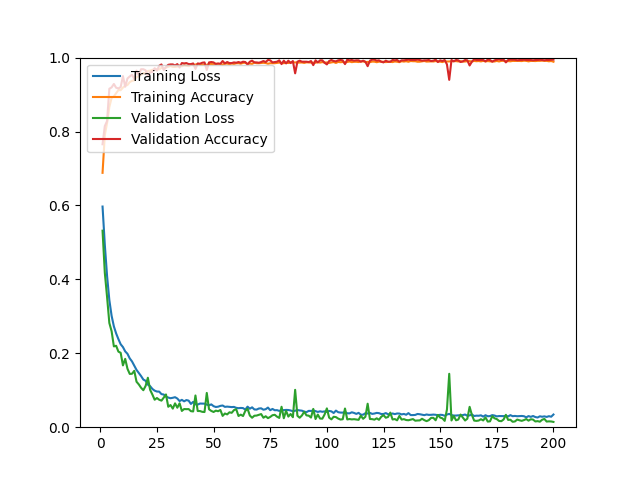 1.0
0.8
0.6
0.4
0.2
0.0
Training Loss
Training Accuracy
Validation Loss
Validation Accuracy
0 25 50 75 100 125 150 175 200